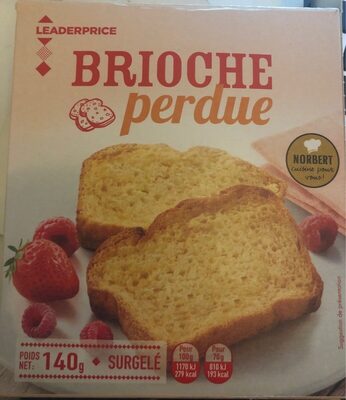 LEADERPRICE
BRIOCHE
perdue
NORBERT
cuisine pour
vous!
Suggestion de présentation
POIDS
NET: 140g ♦ SURGELÉ
Pour
100g
1170 kJ
279 kcal
Pour
70g
810 kJ
193 kcal